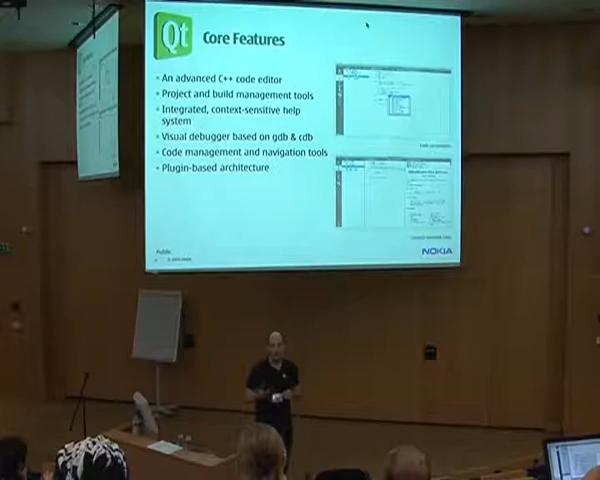 Qt
Core Features
An advanced C++ code editor
Project and build management tools
Integrated, context-sensitive help
system
Visual debugger based on gdb & cdb
Code management and navigation tools
Plugin-based architecture
Public
NOKIA